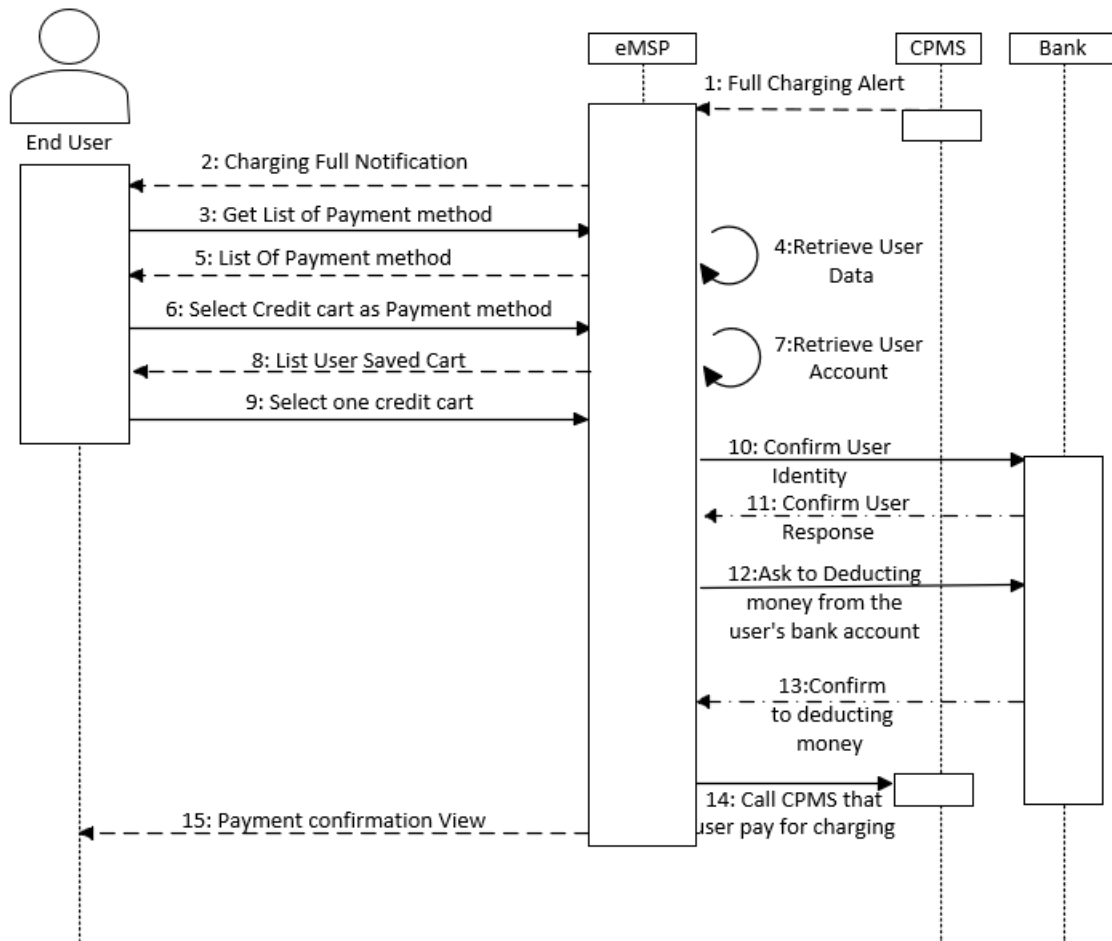 eMSP
CPMS
Bank
1: Full Charging Alert
End User
2: Charging Full Notification
3: Get List of Payment method
4:Retrieve User
Data
5: List Of Payment method
6: Select Credit cart as Payment method
7:Retrieve User
Account
8: List User Saved Cart
9: Select one credit cart
10: Confirm User
Identity
11: Confirm User
Response
12:Ask to Deducting
money from the
user's bank account
13:Confirm
to deducting
money
14: Call CPMS that
user pay for charging
15: Payment confirmation View